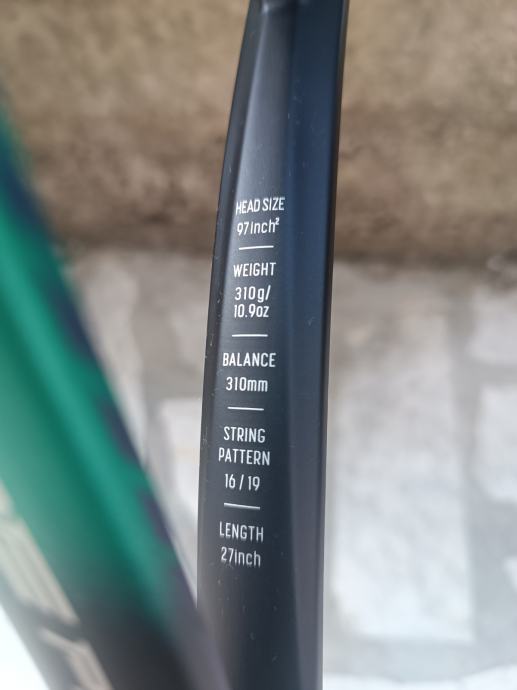 HEAD SIZE
97inch²
WEIGHT
310g/
10.9oz
BALANCE
310mm
STRING
PATTERN
16/19
LENGTH
27inch